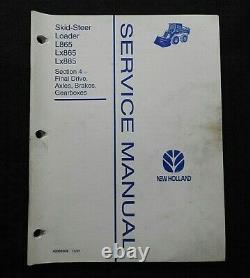 Skid-Steer
Loader
L865
Lx865
Lx885
Section 4 –
Final Drive,
Axles, Brakes,
Gearboxes
SERVICE MANUAL
NEW HOLLAND